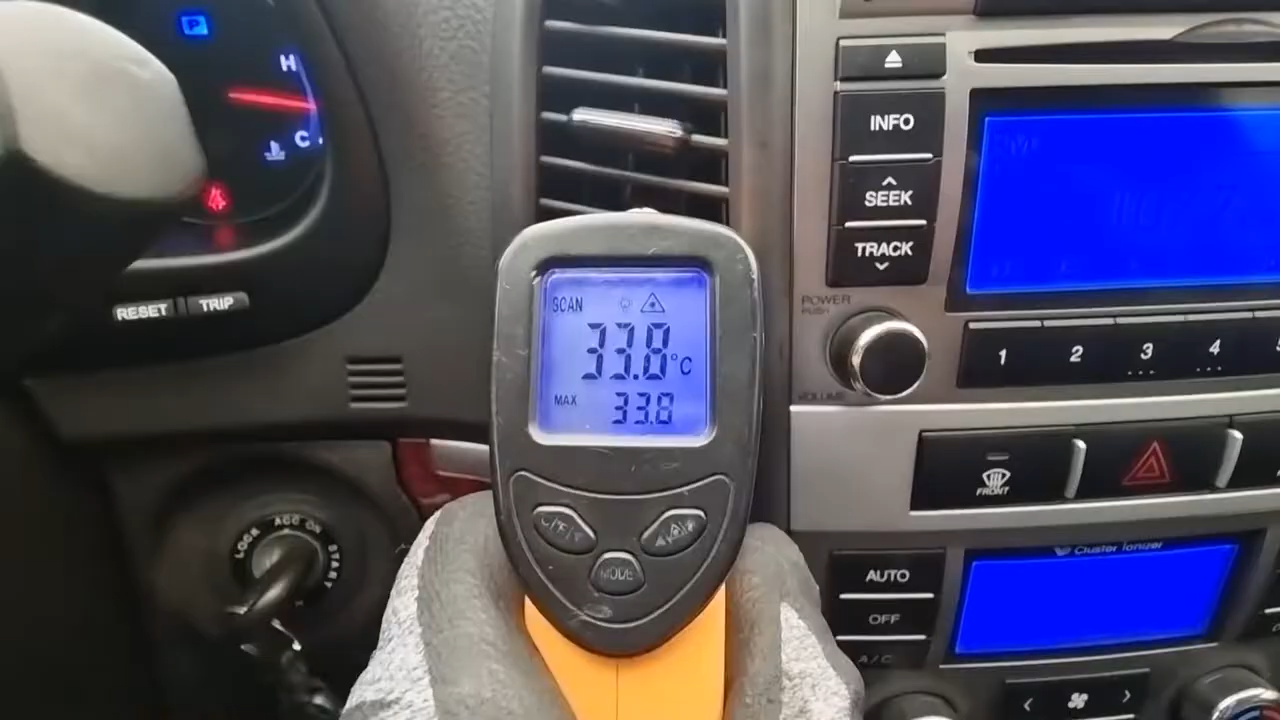 P
H
C
RESET TRIP
INFO
SEEK
TRACK
POWER
PUSH
VOLUME
1 2 3 4
SCAN
33.8 °C
MAX 33.8
MODE
LOCK ACC ON START
FRONT
Cluster Ionizer
AUTO
OFF
A/C